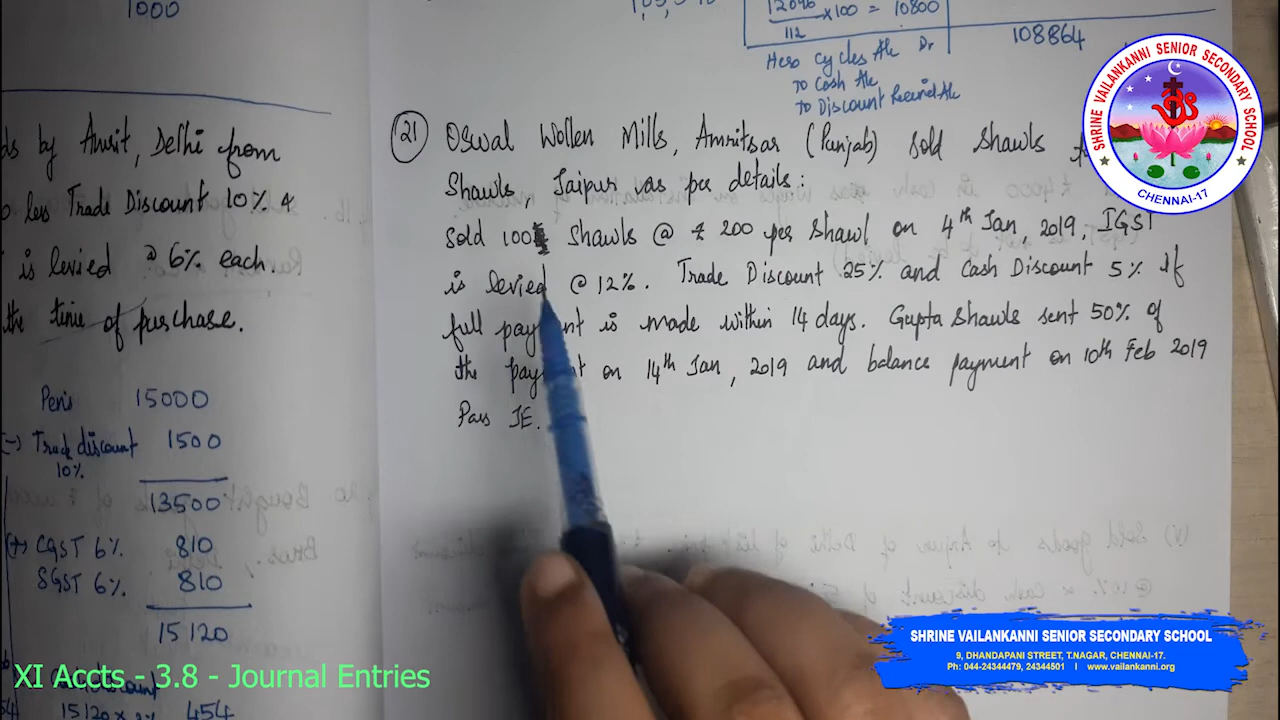 1000
12096
/112 ×100 = 10800
108864
Hero Cycles A/c Dr
To Cash A/c
To Discount Received A/c
by Amrit, Delhi from
less Trade Discount 10% &
is levied @ 6% each.
the time of purchase.
Pens 15000
(-) Trade discount 1500
10%
13500
(+) CGST 6% 810
SGST 6% 810
15120
15120 x 454
(21) Oswal Wollen Mills, Amritsar (Punjab) sold shawls
Shawls, Jaipur as per details:
Sold 100 Shawls @ ₹ 200 per shawl on 4th Jan, 2019, IGST
is levied @ 12%. Trade Discount 25% and Cash Discount 5% if
full payment is made within 14 days. Gupta Shawls sent 50% of
the payment on 14th Jan, 2019 and balance payment on 10th Feb 2019
Pass JE.
SHRINE VAILANKANNI SENIOR SECONDARY SCHOOL
CHENNAI-17
SHRINE VAILANKANNI SENIOR SECONDARY SCHOOL
9, DHANDAPANI STREET, T.NAGAR, CHENNAI-17.
Ph: 044-24344479, 24344501 I www.vailankanni.org
XI Accts - 3.8 - Journal Entries